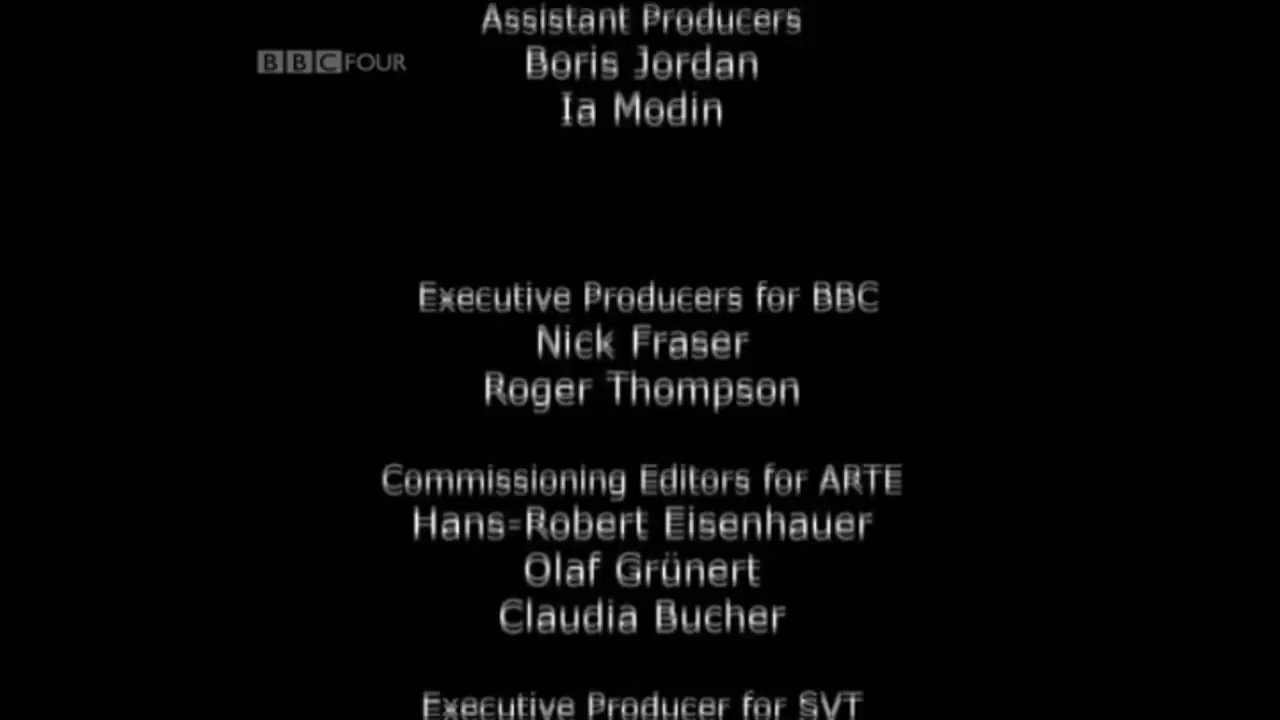 Assistant Producers
BBC FOUR
Boris Jordan
Ia Modin
Executive Producers for BBC
Nick Fraser
Roger Thompson
Commissioning Editors for ARTE
Hans-Robert Eisenhauer
Olaf Grünert
Claudia Bucher
Executive Producer for SVT